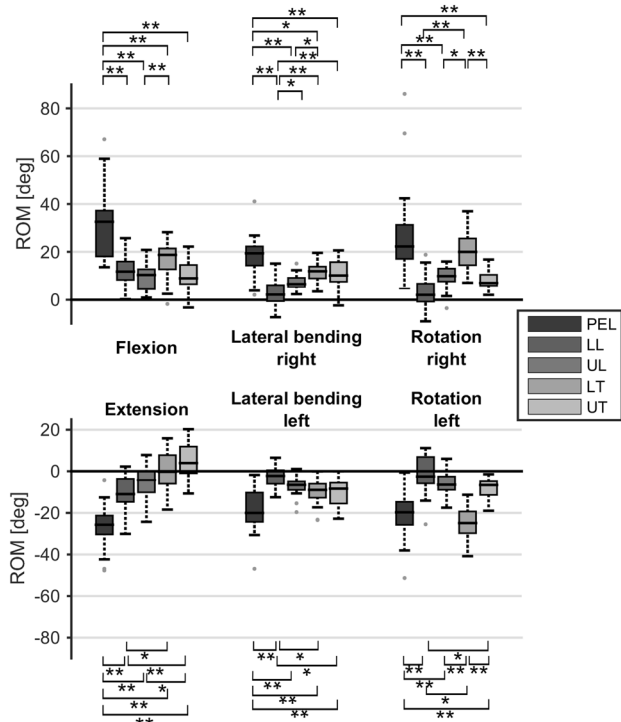 **
**
**
** **
**
*
** *
**
** **
*
**
**
**
** * **
80
60
40
20
0
ROM [deg]
Flexion
Lateral bending
right
Rotation
right
PEL
LL
UL
LT
UT
Extension
Lateral bending
left
Rotation
left
20
0
-20
-40
-60
-80
ROM [deg]
*
** **
** *
**
**
** *
*
**
**
**
*
** ** **
**
*
**